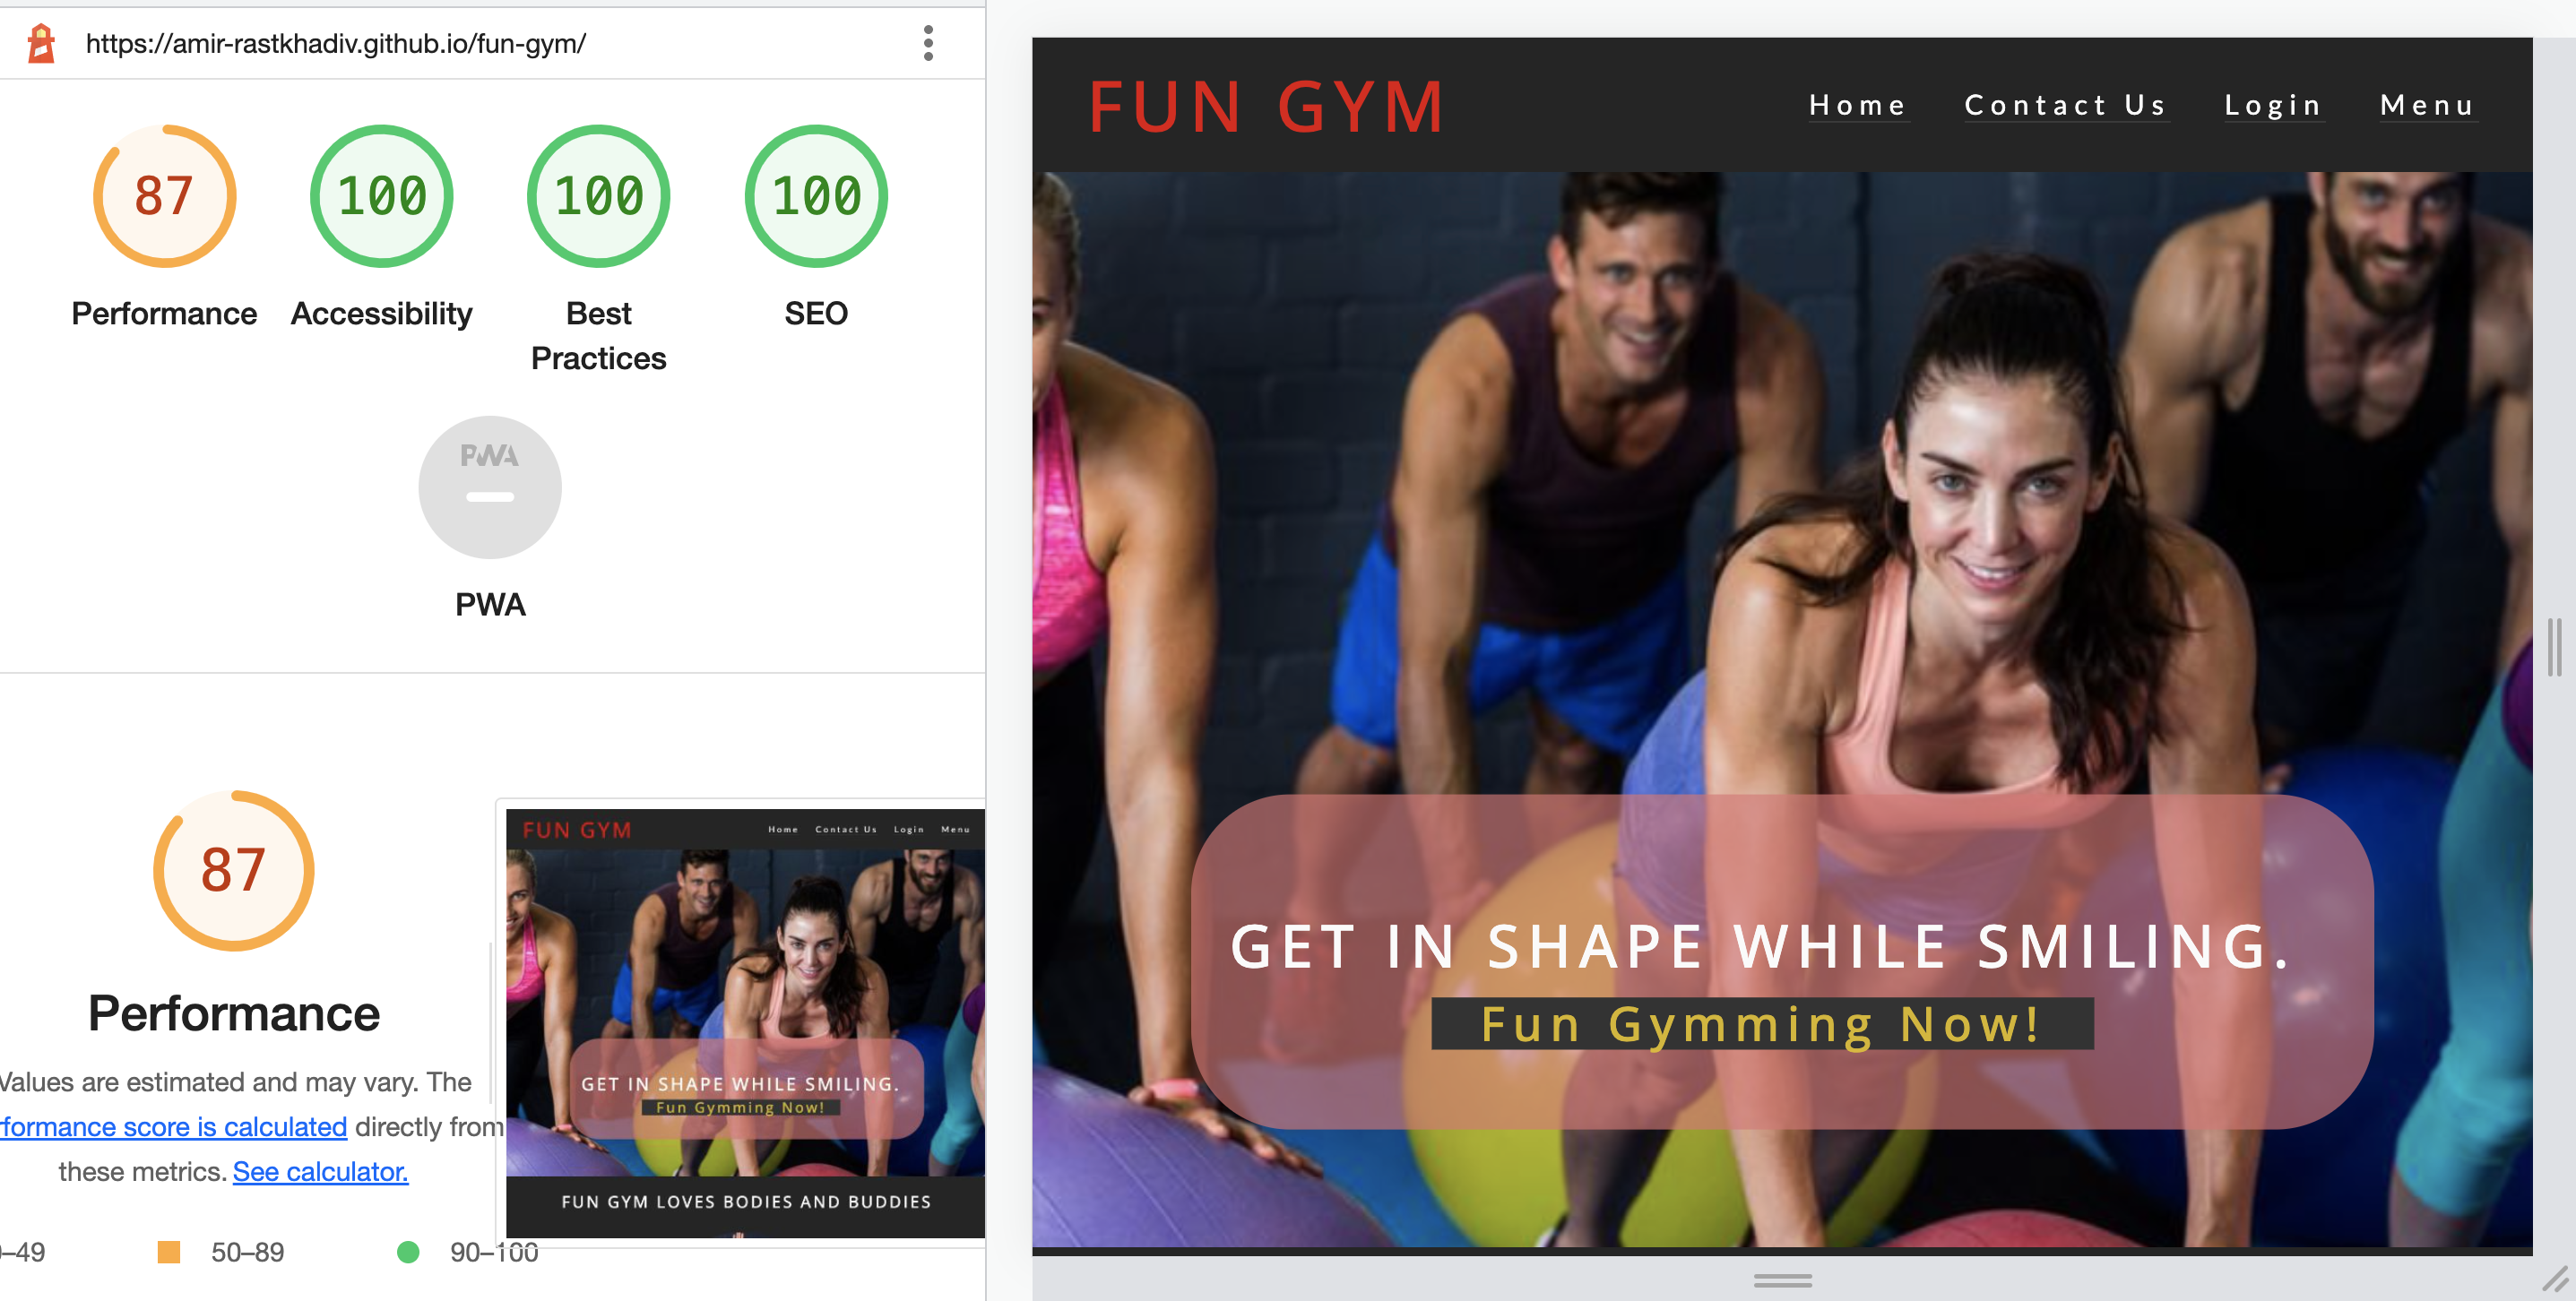 https://amir-rastkhadiv.github.io/fun-gym/
87
100
100
100
Performance
Accessibility
Best
Practices
SEO
PWA
PWA
87
Performance
Values are estimated and may vary. The
formance score is calculated directly from
these metrics. See calculator.
–49
50–89
90–100
FUN GYM
Home
Contact Us
Login
Menu
GET IN SHAPE WHILE SMILING.
Fun Gymming Now!
FUN GYM LOVES BODIES AND BUDDIES
FUN GYM
Home
Contact Us
Login
Menu
GET IN SHAPE WHILE SMILING.
Fun Gymming Now!